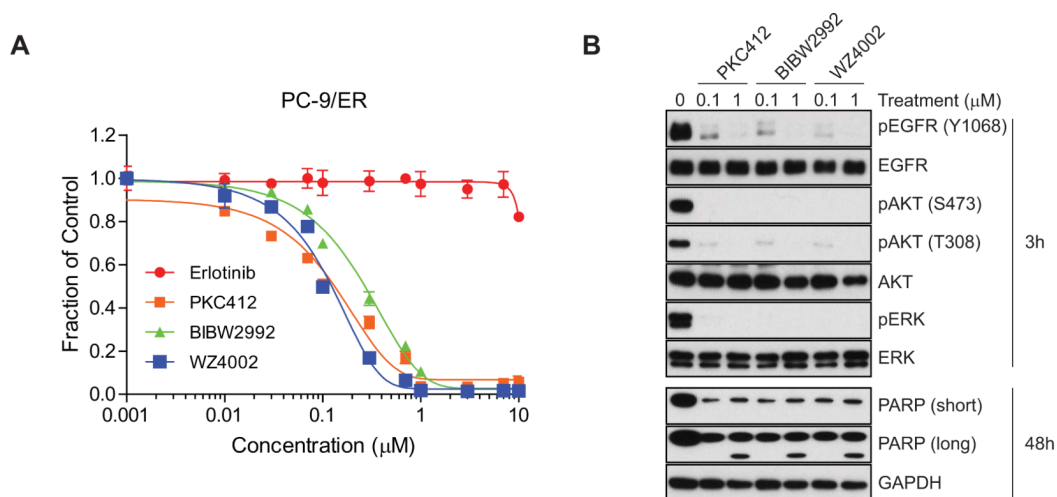 A
PC-9/ER
Fraction of Control
1.2
1.0
0.8
0.6
0.4
0.2
0.0
Erlotinib
PKC412
BIBW2992
WZ4002
0.001 0.01 0.1 1 10
Concentration (μM)
B
PKC412 BIBW2992 WZ4002
0 0.1 1 0.1 1 0.1 1 Treatment (μM)
pEGFR (Y1068)
EGFR
pAKT (S473)
pAKT (T308)
AKT
pERK
ERK
3h
PARP (short)
PARP (long)
GAPDH
48h